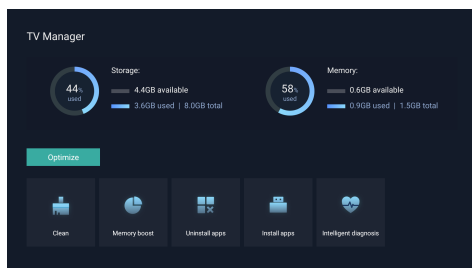 TV Manager
Storage:
44% used
4.4GB available
3.6GB used | 8.0GB total
Memory:
58% used
0.6GB available
0.9GB used | 1.5GB total
Optimize
Clean
Memory boost
Uninstall apps
Install apps
Intelligent diagnosis